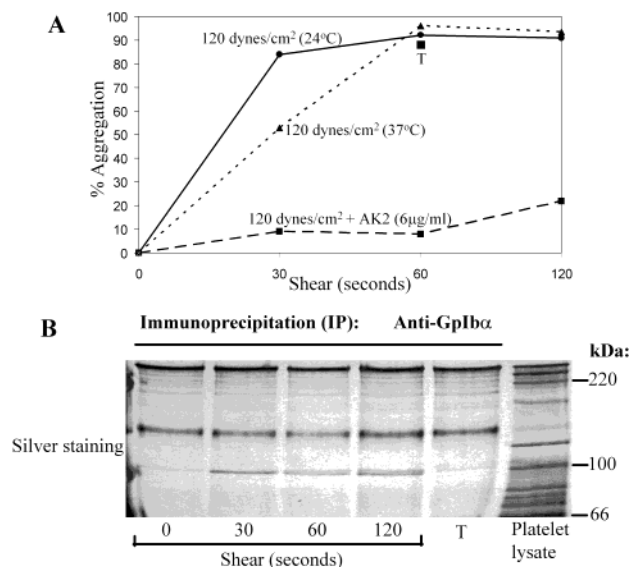 A
100
90
80
70
60
50
40
30
20
10
0
% Aggregation
120 dynes/cm² (24°C)
T
120 dynes/cm² (37°C)
120 dynes/cm² + AK2 (6μg/ml)
0 30 60 120
Shear (seconds)
B
Immunoprecipitation (IP): Anti-GpIbα
kDa:
220
Silver staining
100
66
0 30 60 120 T Platelet
lysate
Shear (seconds)